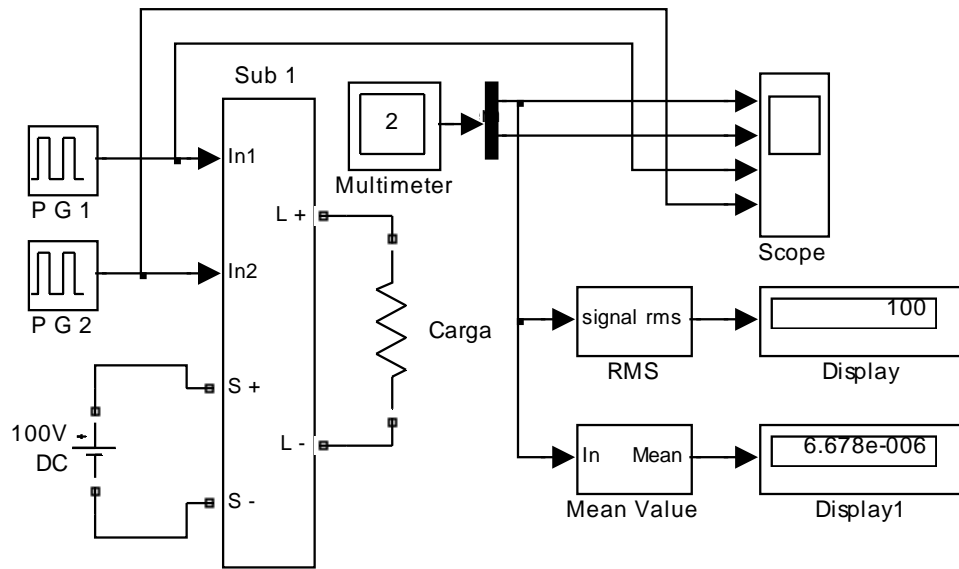 Sub 1
2
Multimeter
In1
P G 1
L +
Scope
In2
P G 2
Carga
signal rms
100
RMS
Display
S +
100V
DC
L -
In Mean
6.678e-006
S -
Mean Value
Display1